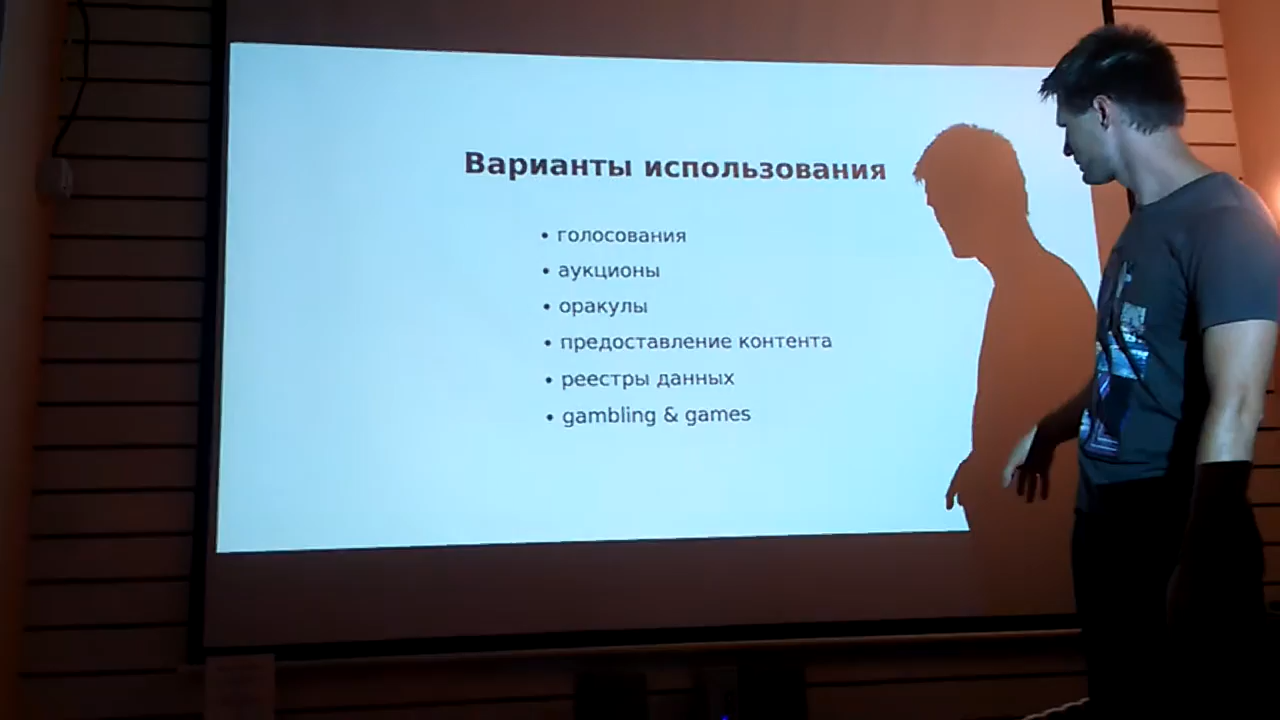 Варианты использования
• голосования
• аукционы
• оракулы
• предоставление контента
• реестры данных
• gambling & games